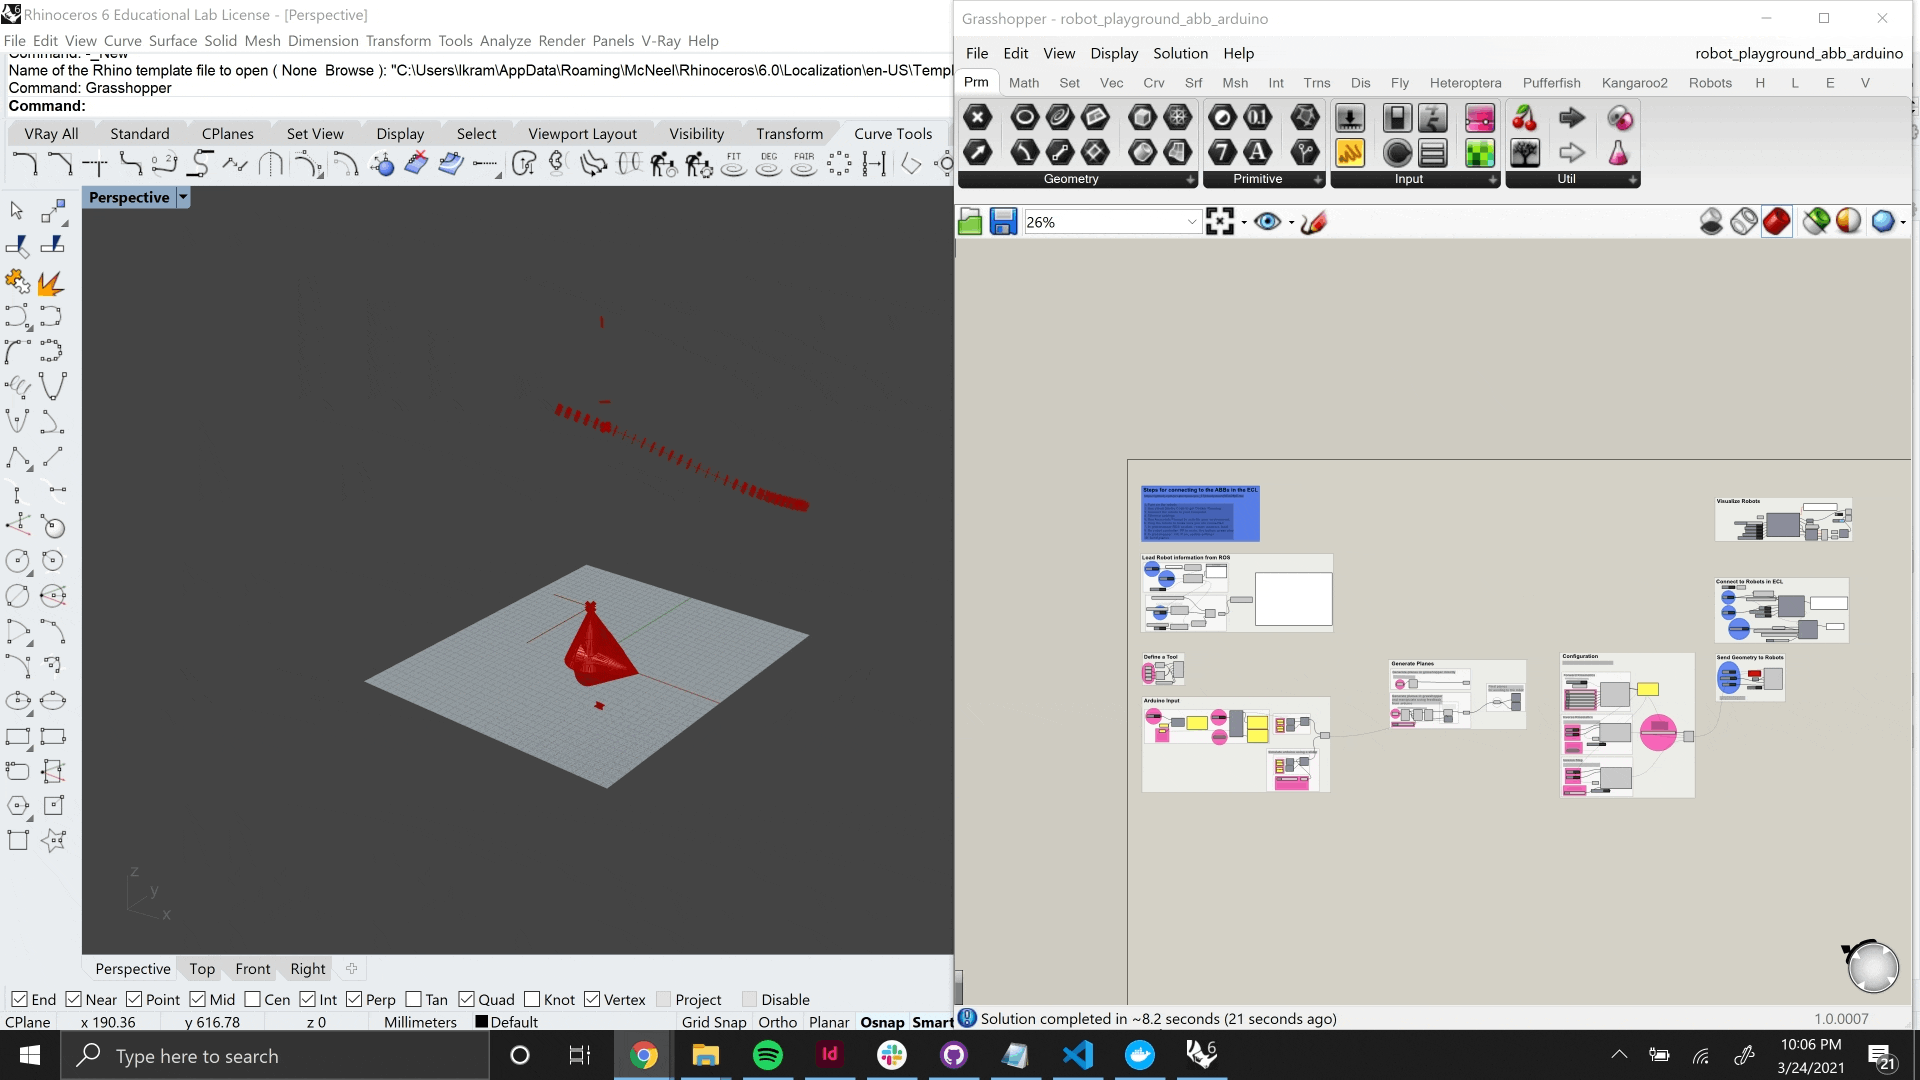 Rhinoceros 6 Educational Lab License - [Perspective]
File Edit View Curve Surface Solid Mesh Dimension Transform Tools Analyze Render Panels V-Ray Help
Command: -_New
Name of the Rhino template file to open ( None Browse ): "C:\Users\Ikram\AppData\Roaming\McNeel\Rhinoceros\6.0\Localization\en-US\Templ
Command: Grasshopper
Command:
VRay All Standard CPlanes Set View Display Select Viewport Layout Visibility Transform Curve Tools
FIT DEG FAIR
Perspective
z
y
x
Perspective Top Front Right
End Near Point Mid Cen Int Perp Tan Quad Knot Vertex Project Disable
CPlane x 190.36 y 616.78 z 0 Millimeters Default Grid Snap Ortho Planar Osnap Smart
Grasshopper - robot_playground_abb_arduino
File Edit View Display Solution Help robot_playground_abb_arduino
Prm Math Set Vec Crv Srf Msh Int Trns Dis Fly Heteroptera Pufferfish Kangaroo2 Robots H L E V
Geometry Primitive Input Util
26%
Steps for connecting to the ABBs in the ECL
Load Robot information from ROS
Define a Tool
Arduino Input
Generate Planes
Configuration
Visualize Robots
Connect to Robots in ECL
Send Geometry to Robots
Solution completed in ~8.2 seconds (21 seconds ago) 1.0.0007
Type here to search
Id
6
10:06 PM
3/24/2021
21